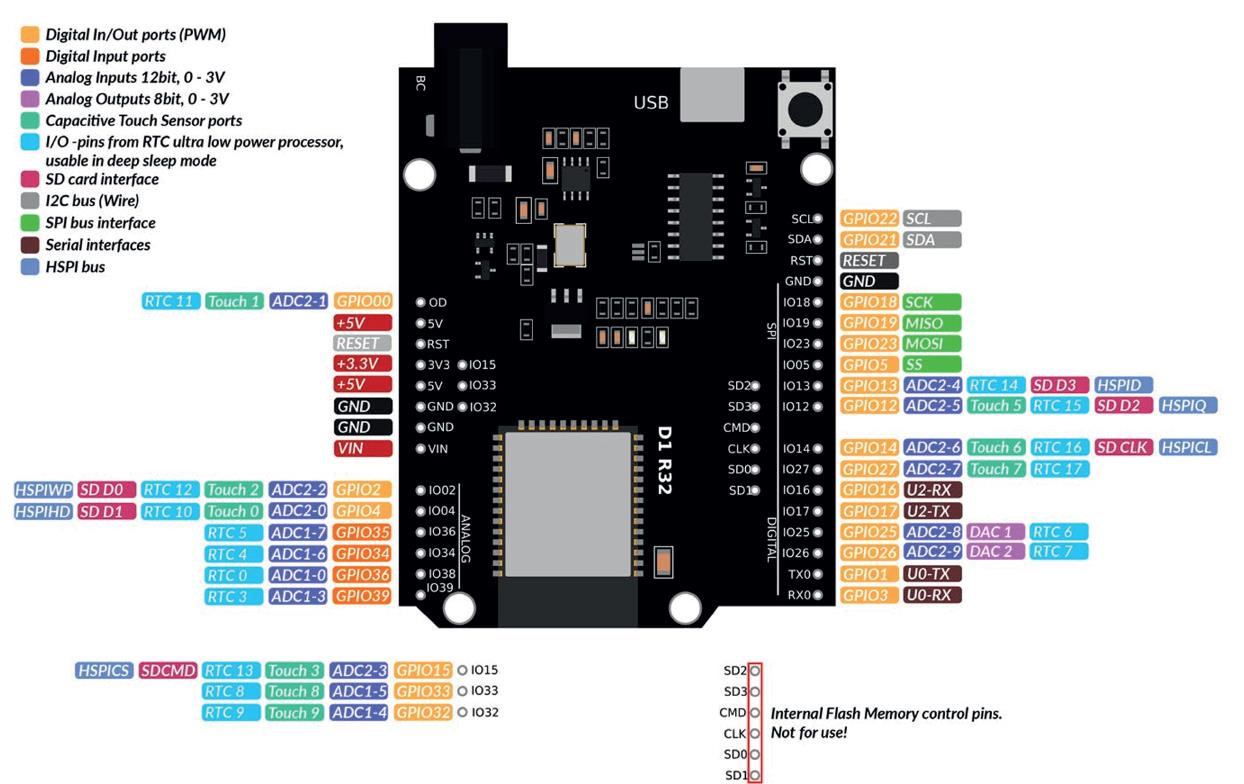 Digital In/Out ports (PWM)
Digital Input ports
Analog Inputs 12bit, 0 - 3V
Analog Outputs 8bit, 0 - 3V
Capacitive Touch Sensor ports
I/O -pins from RTC ultra low power processor,
usable in deep sleep mode
SD card interface
I2C bus (Wire)
SPI bus interface
Serial interfaces
HSPI bus
BC
USB
SCL GPIO22 SCL
SDA GPIO21 SDA
RST RESET
GND GND
IO18 GPIO18 SCK
IO19 GPIO19 MISO
IO23 GPIO23 MOSI
IO05 GPIO5 SS
IO13 GPIO13 ADC2-4 RTC 14 SD D3 HSPID
IO12 GPIO12 ADC2-5 Touch 5 RTC 15 SD D2 HSPIQ
IO14 GPIO14 ADC2-6 Touch 6 RTC 16 SD CLK HSPICL
IO27 GPIO27 ADC2-7 Touch 7 RTC 17
IO16 GPIO16 U2-RX
IO17 GPIO17 U2-TX
IO25 GPIO25 ADC2-8 DAC 1 RTC 6
IO26 GPIO26 ADC2-9 DAC 2 RTC 7
TX0 GPIO1 U0-TX
RX0 GPIO3 U0-RX
SPI
DIGITAL
RTC 11 Touch 1 ADC2-1 GPIO00 OD
+5V 5V
RESET RST
+3.3V 3V3 IO15
+5V 5V IO33
GND GND IO32
GND GND
VIN VIN
HSPIWP SD D0 RTC 12 Touch 2 ADC2-2 GPIO2 IO02
HSPIHD SD D1 RTC 10 Touch 0 ADC2-0 GPIO4 IO04
RTC 5 ADC1-7 GPIO35 IO36
RTC 4 ADC1-6 GPIO34 IO34
RTC 0 ADC1-0 GPIO36 IO38
RTC 3 ADC1-3 GPIO39 IO39
ANALOG
SD2
SD3
CMD
CLK
SD0
SD1
D1 R32
HSPICS SDCMD RTC 13 Touch 3 ADC2-3 GPIO15 IO15
RTC 8 Touch 8 ADC1-5 GPIO33 IO33
RTC 9 Touch 9 ADC1-4 GPIO32 IO32
SD2
SD3
CMD
CLK
SD0
SD1
Internal Flash Memory control pins.
Not for use!